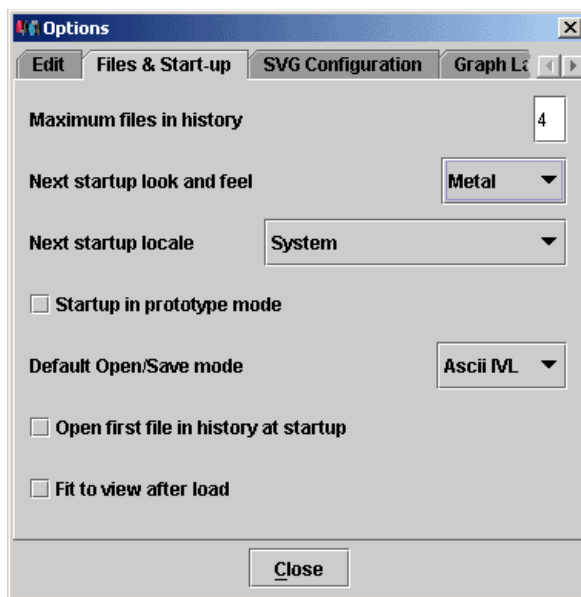 Options
Edit Files & Start-up SVG Configuration Graph La
Maximum files in history 4
Next startup look and feel Metal
Next startup locale System
Startup in prototype mode
Default Open/Save mode Ascii IVL
Open first file in history at startup
Fit to view after load
Close